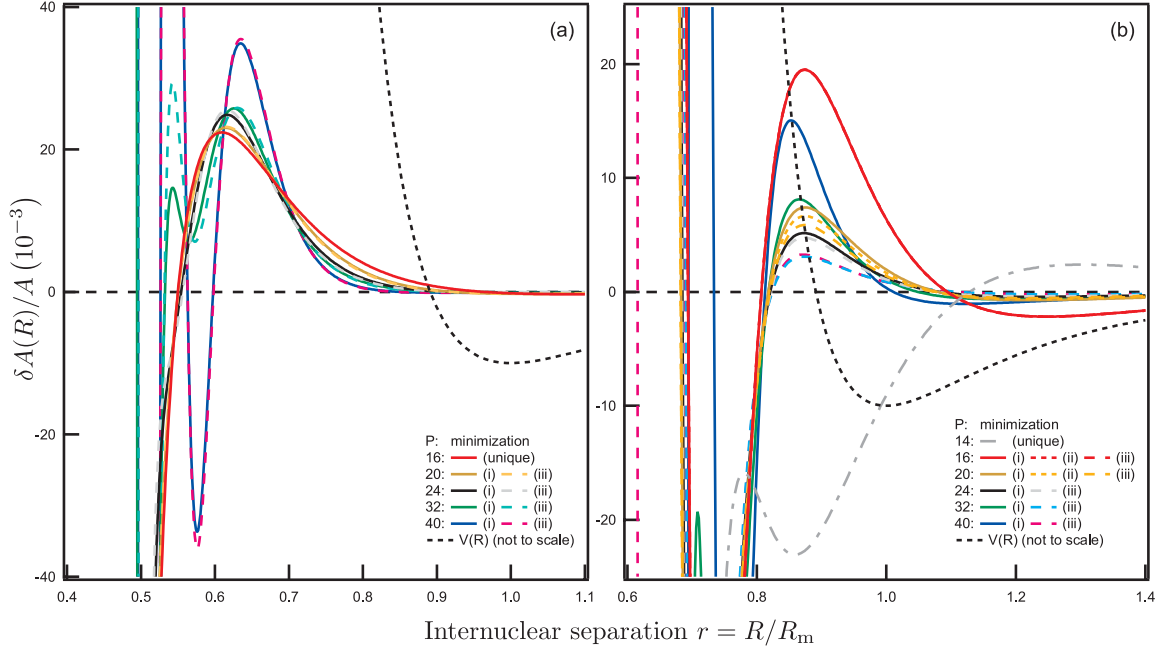 (a)
(b)
δA(R)/A (10⁻³)
40
20
0
-20
-40
20
10
0
-10
-20
P: minimization
16: (unique)
20: (i) (iii)
24: (i) (iii)
32: (i) (iii)
40: (i) (iii)
V(R) (not to scale)
P: minimization
14: (unique)
16: (i) (ii) (iii)
20: (i) (ii) (iii)
24: (i) (iii)
32: (i) (iii)
40: (i) (iii)
V(R) (not to scale)
0.4 0.5 0.6 0.7 0.8 0.9 1.0 1.1
0.6 0.8 1.0 1.2 1.4
Internuclear separation r = R/Rₘ